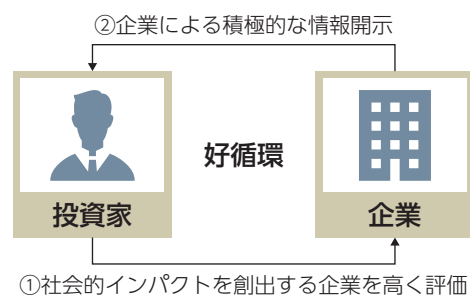 ②企業による積極的な情報開示
好循環
投資家
企業
①社会的インパクトを創出する企業を高く評価